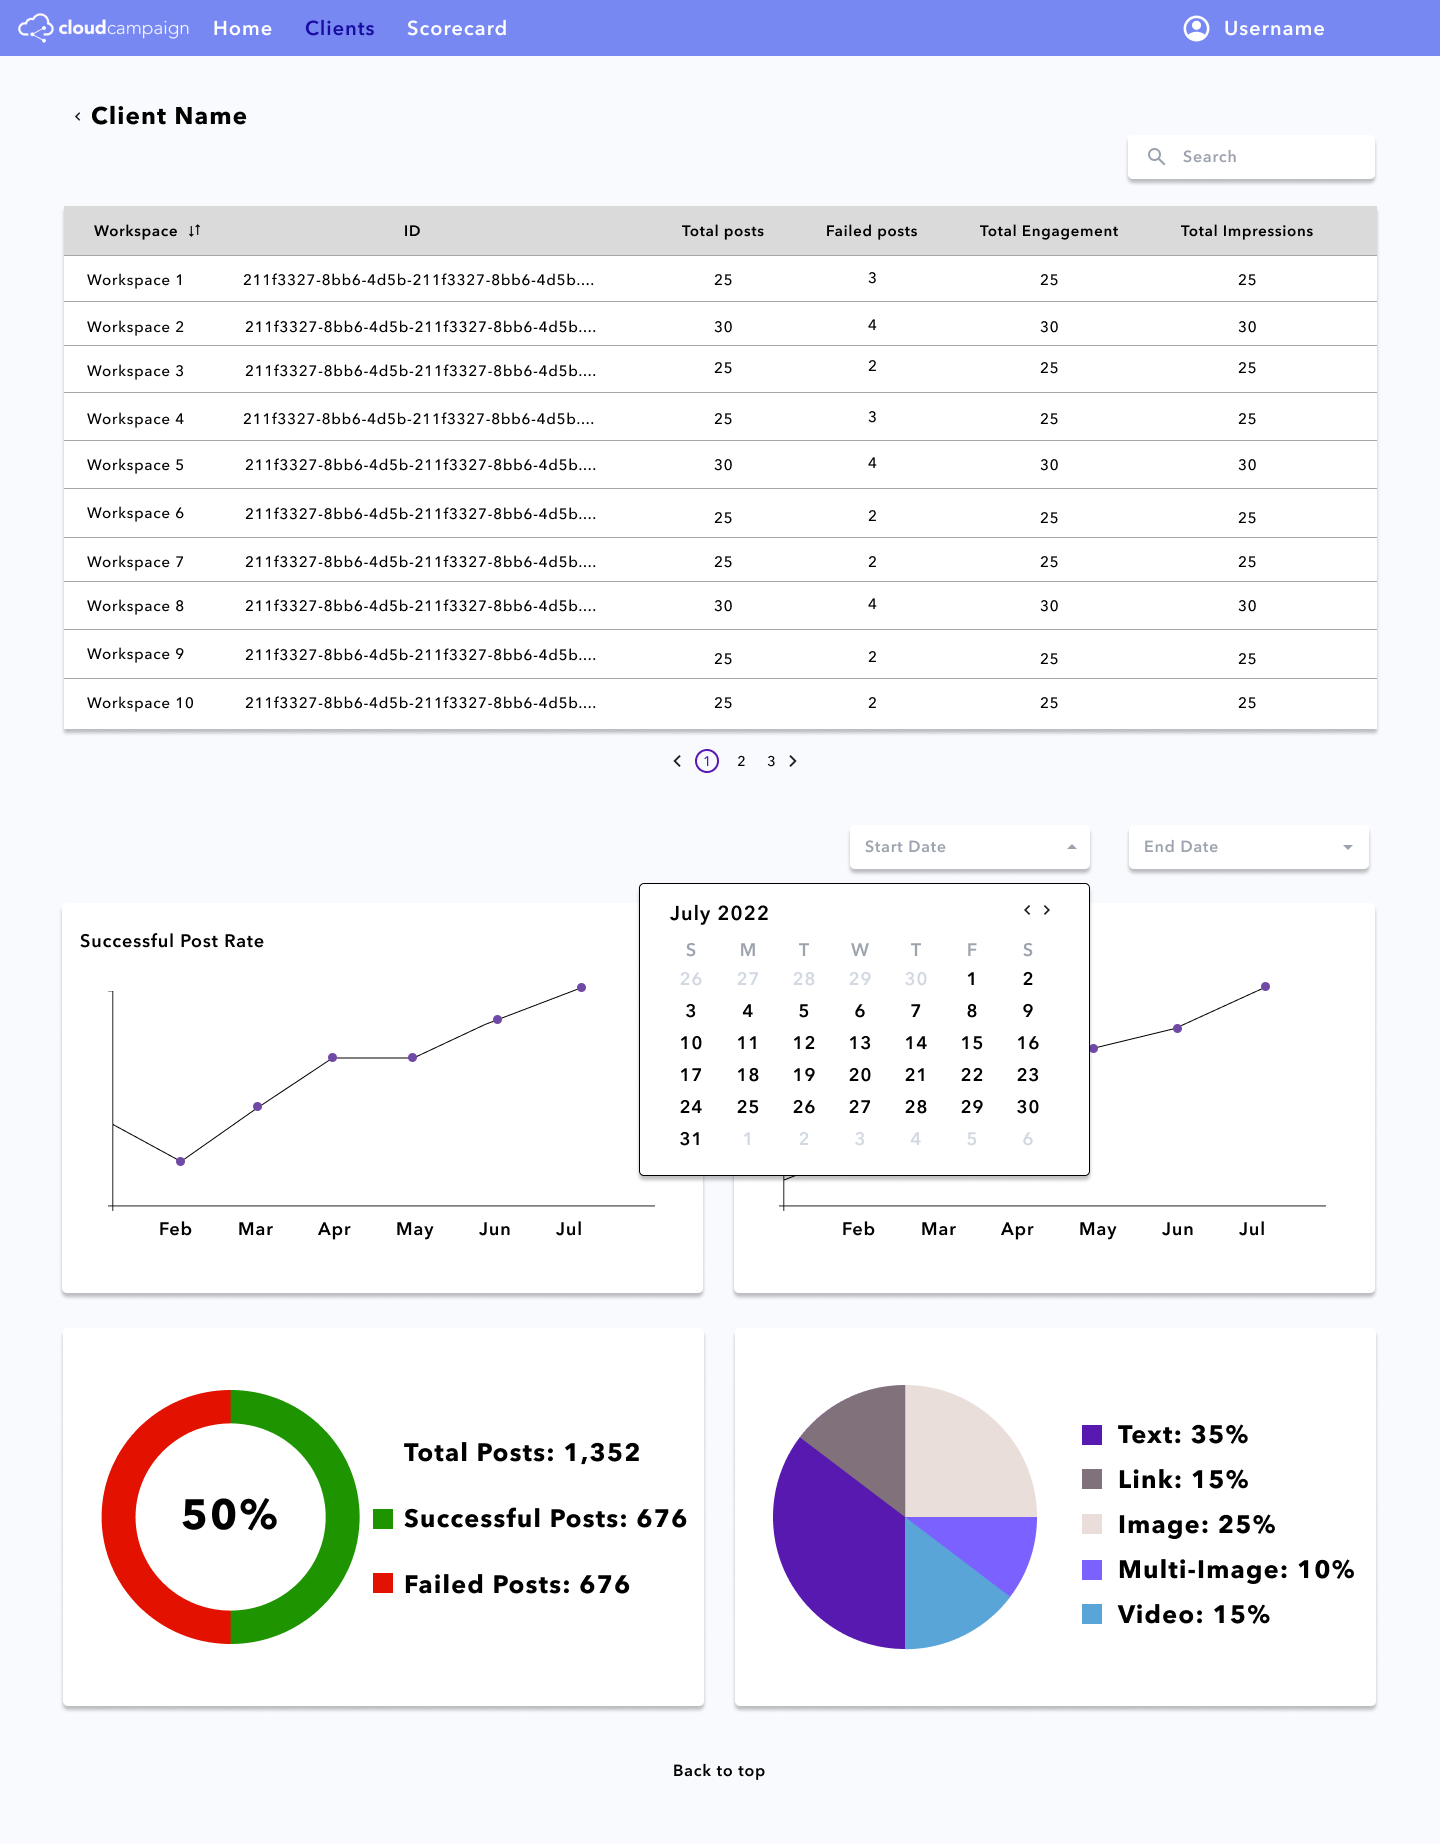 cloudcampaign Home Clients Scorecard Username
Client Name
Search
Workspace ID Total posts Failed posts Total Engagement Total Impressions
Workspace 1 211f3327-8bb6-4d5b-211f3327-8bb6-4d5b.... 25 3 25 25
Workspace 2 211f3327-8bb6-4d5b-211f3327-8bb6-4d5b.... 30 4 30 30
Workspace 3 211f3327-8bb6-4d5b-211f3327-8bb6-4d5b.... 25 2 25 25
Workspace 4 211f3327-8bb6-4d5b-211f3327-8bb6-4d5b.... 25 3 25 25
Workspace 5 211f3327-8bb6-4d5b-211f3327-8bb6-4d5b.... 30 4 30 30
Workspace 6 211f3327-8bb6-4d5b-211f3327-8bb6-4d5b.... 25 2 25 25
Workspace 7 211f3327-8bb6-4d5b-211f3327-8bb6-4d5b.... 25 2 25 25
Workspace 8 211f3327-8bb6-4d5b-211f3327-8bb6-4d5b.... 30 4 30 30
Workspace 9 211f3327-8bb6-4d5b-211f3327-8bb6-4d5b.... 25 2 25 25
Workspace 10 211f3327-8bb6-4d5b-211f3327-8bb6-4d5b.... 25 2 25 25
1 2 3
Start Date End Date
July 2022
S M T W T F S
26 27 28 29 30 1 2
3 4 5 6 7 8 9
10 11 12 13 14 15 16
17 18 19 20 21 22 23
24 25 26 27 28 29 30
31 1 2 3 4 5 6
Successful Post Rate
Feb Mar Apr May Jun Jul
Feb Mar Apr May Jun Jul
50%
Total Posts: 1,352
Successful Posts: 676
Failed Posts: 676
Text: 35%
Link: 15%
Image: 25%
Multi-Image: 10%
Video: 15%
Back to top